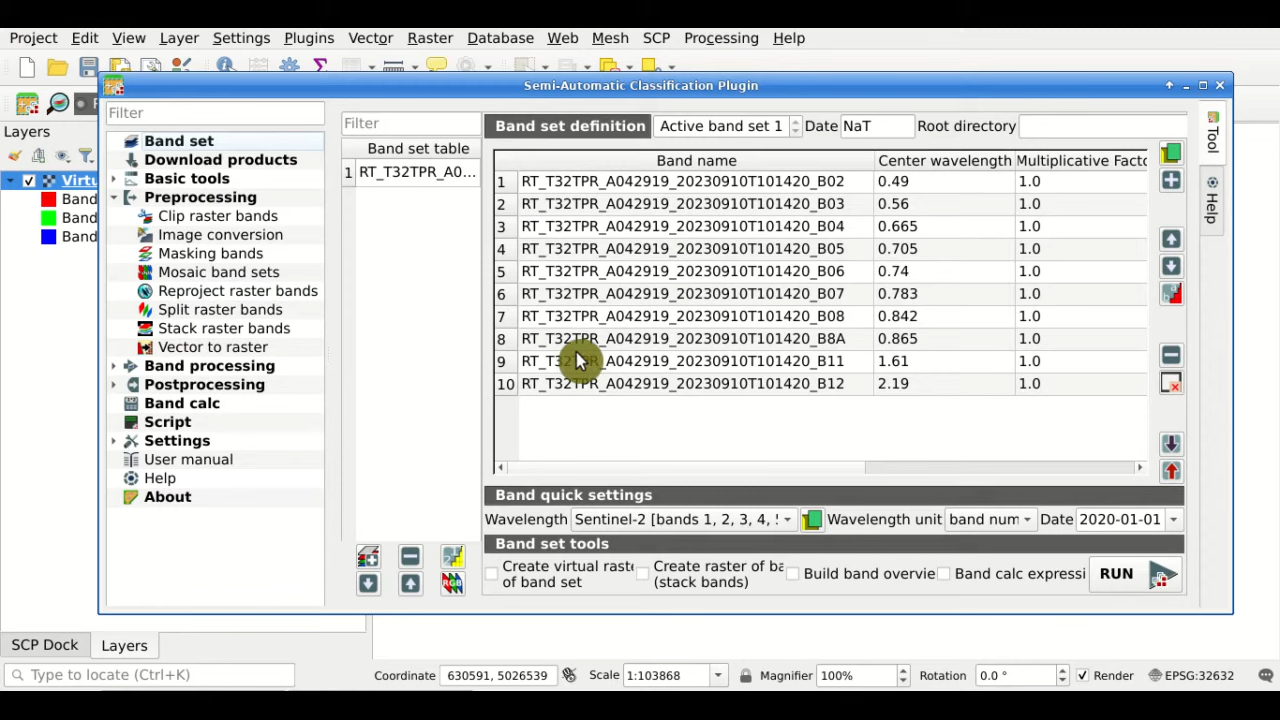 Project Edit View Layer Settings Plugins Vector Raster Database Web Mesh SCP Processing Help
Semi-Automatic Classification Plugin
Layers
Virtu
Band
Band
Band
Filter
Band set
Download products
Basic tools
Preprocessing
Clip raster bands
Image conversion
Masking bands
Mosaic band sets
Reproject raster bands
Split raster bands
Stack raster bands
Vector to raster
Band processing
Postprocessing
Band calc
Script
Settings
User manual
Help
About
Filter
Band set table
1 RT_T32TPR_A0...
Band set definition Active band set 1 Date NaT Root directory
Band name Center wavelength Multiplicative Facto
1 RT_T32TPR_A042919_20230910T101420_B02 0.49 1.0
2 RT_T32TPR_A042919_20230910T101420_B03 0.56 1.0
3 RT_T32TPR_A042919_20230910T101420_B04 0.665 1.0
4 RT_T32TPR_A042919_20230910T101420_B05 0.705 1.0
5 RT_T32TPR_A042919_20230910T101420_B06 0.74 1.0
6 RT_T32TPR_A042919_20230910T101420_B07 0.783 1.0
7 RT_T32TPR_A042919_20230910T101420_B08 0.842 1.0
8 RT_T32TPR_A042919_20230910T101420_B8A 0.865 1.0
9 RT_T32TPR_A042919_20230910T101420_B11 1.61 1.0
10 RT_T32TPR_A042919_20230910T101420_B12 2.19 1.0
Band quick settings
Wavelength Sentinel-2 [bands 1, 2, 3, 4, Wavelength unit band num Date 2020-01-01
Band set tools
Create virtual raste
of band set
Create raster of ba
(stack bands)
Build band overvie
Band calc expressi
RUN
Tool
Help
SCP Dock Layers
Type to locate (Ctrl+K) Coordinate 630591, 5026539 Scale 1:103868 Magnifier 100% Rotation 0.0 ° Render EPSG:32632